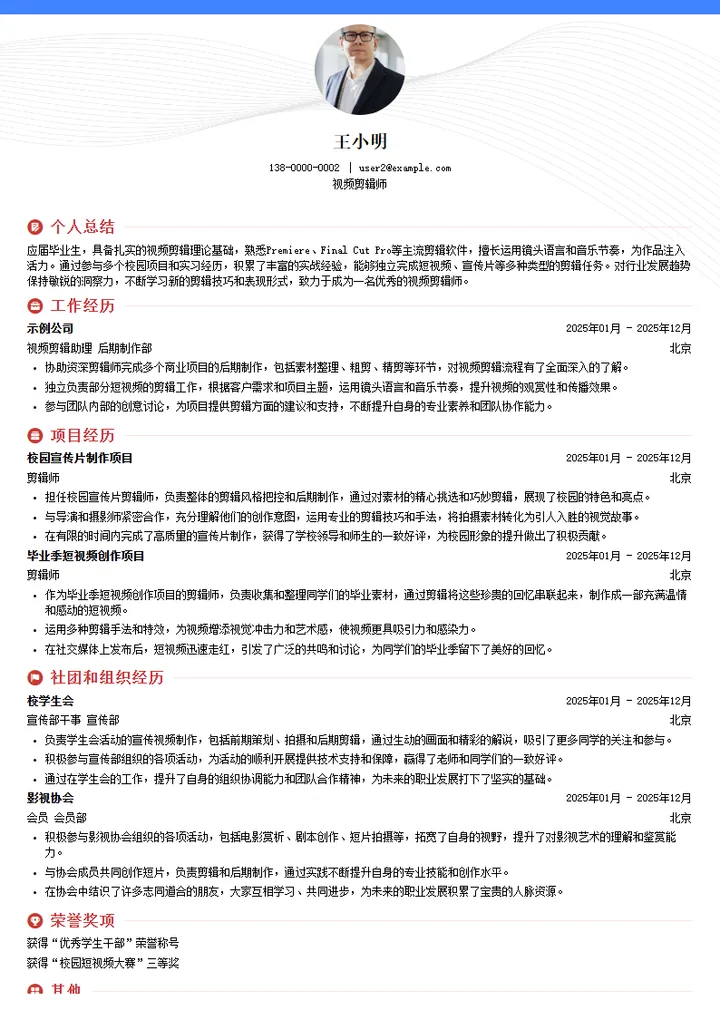 王小明
138-0000-0002 | user2@example.com
视频剪辑师
个人总结
应届毕业生，具备扎实的视频剪辑理论基础，熟悉Premiere、Final Cut Pro等主流剪辑软件，擅长运用镜头语言和音乐节奏，为作品注入
活力。通过参与多个校园项目和实习经历，积累了丰富的实战经验，能够独立完成短视频、宣传片等多种类型的剪辑任务。对行业发展趋势
保持敏锐的洞察力，不断学习新的剪辑技巧和表现形式，致力于成为一名优秀的视频剪辑师。
工作经历
示例公司 2025年01月 - 2025年12月
视频剪辑助理 后期制作部 北京
• 协助资深剪辑师完成多个商业项目的后期制作，包括素材整理、粗剪、精剪等环节，对视频剪辑流程有了全面深入的了解。
• 独立负责部分短视频的剪辑工作，根据客户需求和项目主题，运用镜头语言和音乐节奏，提升视频的观赏性和传播效果。
• 参与团队内部的创意讨论，为项目提供剪辑方面的建议和支持，不断提升自身的专业素养和团队协作能力。
项目经历
校园宣传片制作项目 2025年01月 - 2025年12月
剪辑师 北京
• 担任校园宣传片剪辑师，负责整体的剪辑风格把控和后期制作，通过对素材的精心挑选和巧妙剪辑，展现了校园的特色和亮点。
• 与导演和摄影师紧密合作，充分理解他们的创作意图，运用专业的剪辑技巧和手法，将拍摄素材转化为引人入胜的视觉故事。
• 在有限的时间内完成了高质量的宣传片制作，获得了学校领导和师生的一致好评，为校园形象的提升做出了积极贡献。
毕业季短视频创作项目 2025年01月 - 2025年12月
剪辑师 北京
• 作为毕业季短视频创作项目的剪辑师，负责收集和整理同学们的毕业素材，通过剪辑将这些珍贵的回忆串联起来，制作成一部充满温情
和感动的短视频。
• 运用多种剪辑手法和特效，为视频增添视觉冲击力和艺术感，使视频更具吸引力和感染力。
• 在社交媒体上发布后，短视频迅速走红，引发了广泛的共鸣和讨论，为同学们的毕业季留下了美好的回忆。
社团和组织经历
校学生会 2025年01月 - 2025年12月
宣传部干事 宣传部 北京
• 负责学生会活动的宣传视频制作，包括前期策划、拍摄和后期剪辑，通过生动的画面和精彩的解说，吸引了更多同学的关注和参与。
• 积极参与宣传部组织的各项活动，为活动的顺利开展提供技术支持和保障，赢得了老师和同学们的一致好评。
• 通过在学生会的工作，提升了自身的组织协调能力和团队合作精神，为未来的职业发展打下了坚实的基础。
影视协会 2025年01月 - 2025年12月
会员 会员部 北京
• 积极参与影视协会组织的各项活动，包括电影赏析、剧本创作、短片拍摄等，拓宽了自身的视野，提升了对影视艺术的理解和鉴赏能
力。
• 与协会成员共同创作短片，负责剪辑和后期制作，通过实践不断提升自身的专业技能和创作水平。
• 在协会中结识了许多志同道合的朋友，大家互相学习、共同进步，为未来的职业发展积累了宝贵的人脉资源。
荣誉奖项
获得“优秀学生干部”荣誉称号
获得“校园短视频大赛”三等奖
其他